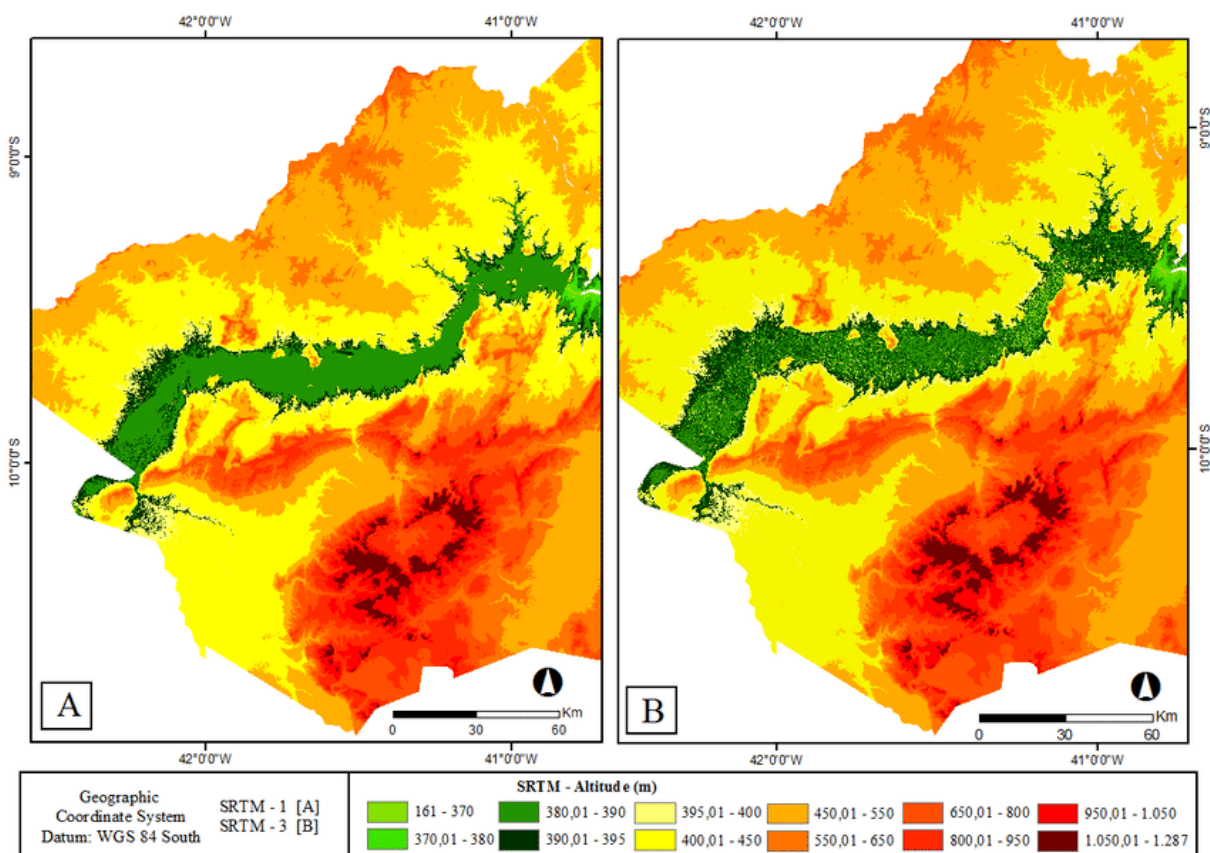 42°0'0"W 41°0'0"W 42°0'0"W 41°0'0"W
9°0'0"S
10°0'0"S
9°0'0"S
10°0'0"S
A
Km
0 30 60
B
Km
0 30 60
42°0'0"W 41°0'0"W 42°0'0"W 41°0'0"W
Geographic
Coordinate System
Datum: WGS 84 South
SRTM - 1 [A]
SRTM - 3 [B]
SRTM - Altitude (m)
161 - 370 380,01 - 390 395,01 - 400 450,01 - 550 650,01 - 800 950,01 - 1.050
370,01 - 380 390,01 - 395 400,01 - 450 550,01 - 650 800,01 - 950 1.050,01 - 1.287